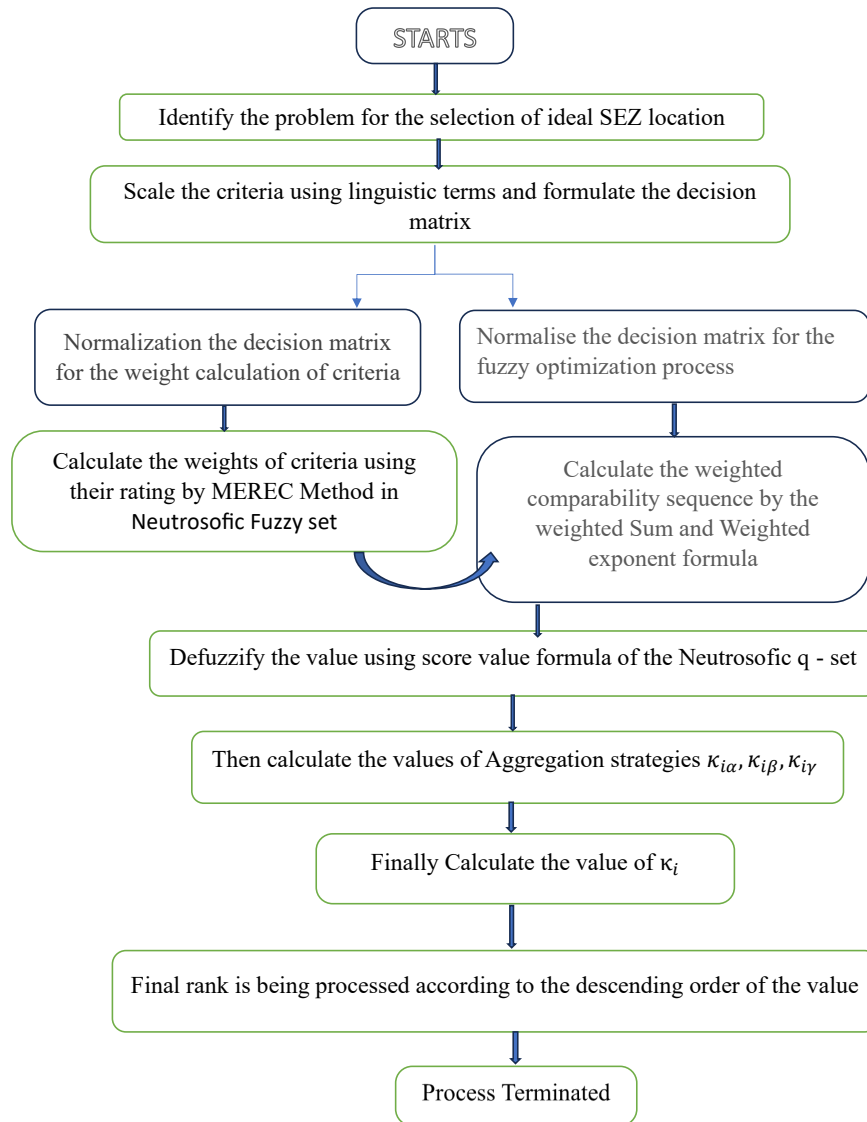 STARTS
Identify the problem for the selection of ideal SEZ location
Scale the criteria using linguistic terms and formulate the decision
matrix
Normalization the decision matrix
for the weight calculation of criteria
Normalise the decision matrix for the
fuzzy optimization process
Calculate the weights of criteria using
their rating by MEREC Method in
Neutrosofic Fuzzy set
Calculate the weighted
comparability sequence by the
weighted Sum and Weighted
exponent formula
Defuzzify the value using score value formula of the Neutrosofic q - set
Then calculate the values of Aggregation strategies κ_{iα}, κ_{iβ}, κ_{iγ}
Finally Calculate the value of κ_i
Final rank is being processed according to the descending order of the value
Process Terminated